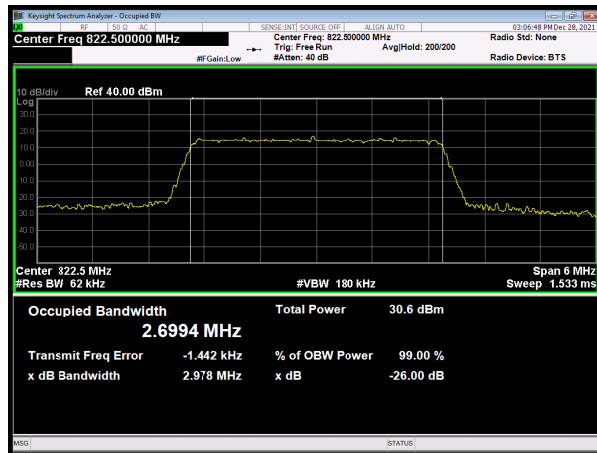 Keysight Spectrum Analyzer - Occupied BW
LXI RF 50 Ω AC SENSE:INT SOURCE OFF ALIGN AUTO 03:06:48 PM Dec 28, 2021
Center Freq 822.500000 MHz
Center Freq: 822.500000 MHz
Radio Std: None
Trig: Free Run Avg|Hold: 200/200
#IFGain:Low #Atten: 40 dB Radio Device: BTS
10 dB/div Ref 40.00 dBm
Log
30.0
20.0
10.0
0.00
-10.0
-20.0
-30.0
-40.0
-50.0
Center 822.5 MHz Span 6 MHz
#Res BW 62 kHz #VBW 180 kHz Sweep 1.533 ms
Occupied Bandwidth Total Power 30.6 dBm
2.6994 MHz
Transmit Freq Error -1.442 kHz % of OBW Power 99.00 %
x dB Bandwidth 2.978 MHz x dB -26.00 dB
MSG STATUS